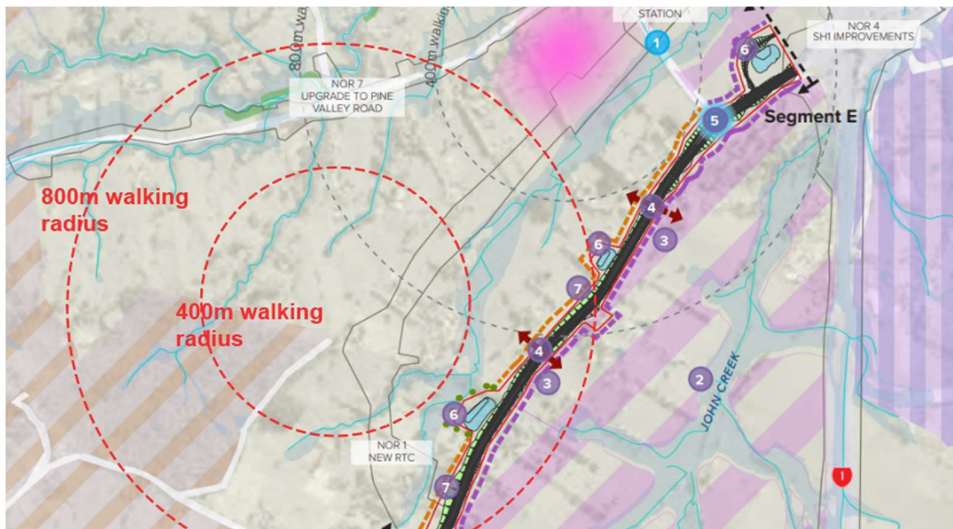 STATION
1
NOR 4
SH1 IMPROVEMENTS
6
800m wa
400m walking
NOR 7
UPGRADE TO PINE
VALLEY ROAD
5
Segment E
800m walking
radius
4
3
6
7
400m walking
radius
4
3
2
JOHN CREEK
6
NOR 1
NEW RTC
1
7